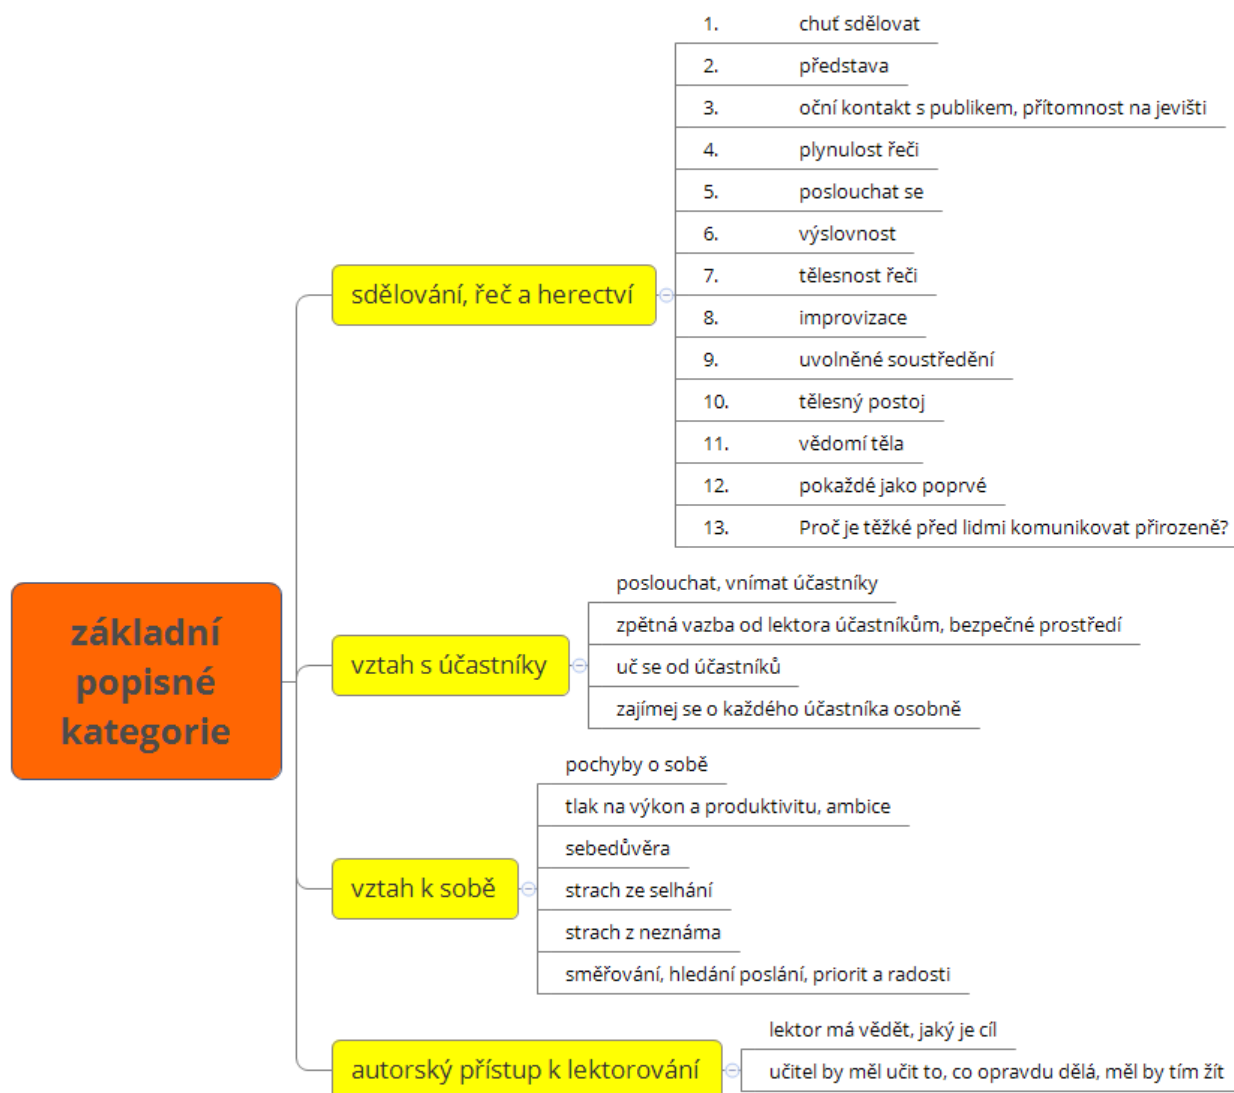 základní
popisné
kategorie
sdělování, řeč a herectví
1. chuť sdělovat
2. představa
3. oční kontakt s publikem, přítomnost na jevišti
4. plynulost řeči
5. poslouchat se
6. výslovnost
7. tělesnost řeči
8. improvizace
9. uvolněné soustředění
10. tělesný postoj
11. vědomí těla
12. pokaždé jako poprvé
13. Proč je těžké před lidmi komunikovat přirozeně?
vztah s účastníky
poslouchat, vnímat účastníky
zpětná vazba od lektora účastníkům, bezpečné prostředí
uč se od účastníků
zajímej se o každého účastníka osobně
vztah k sobě
pochyby o sobě
tlak na výkon a produktivitu, ambice
sebedůvěra
strach ze selhání
strach z neznáma
směřování, hledání poslání, priorit a radosti
autorský přístup k lektorování
lektor má vědět, jaký je cíl
učitel by měl učit to, co opravdu dělá, měl by tím žít